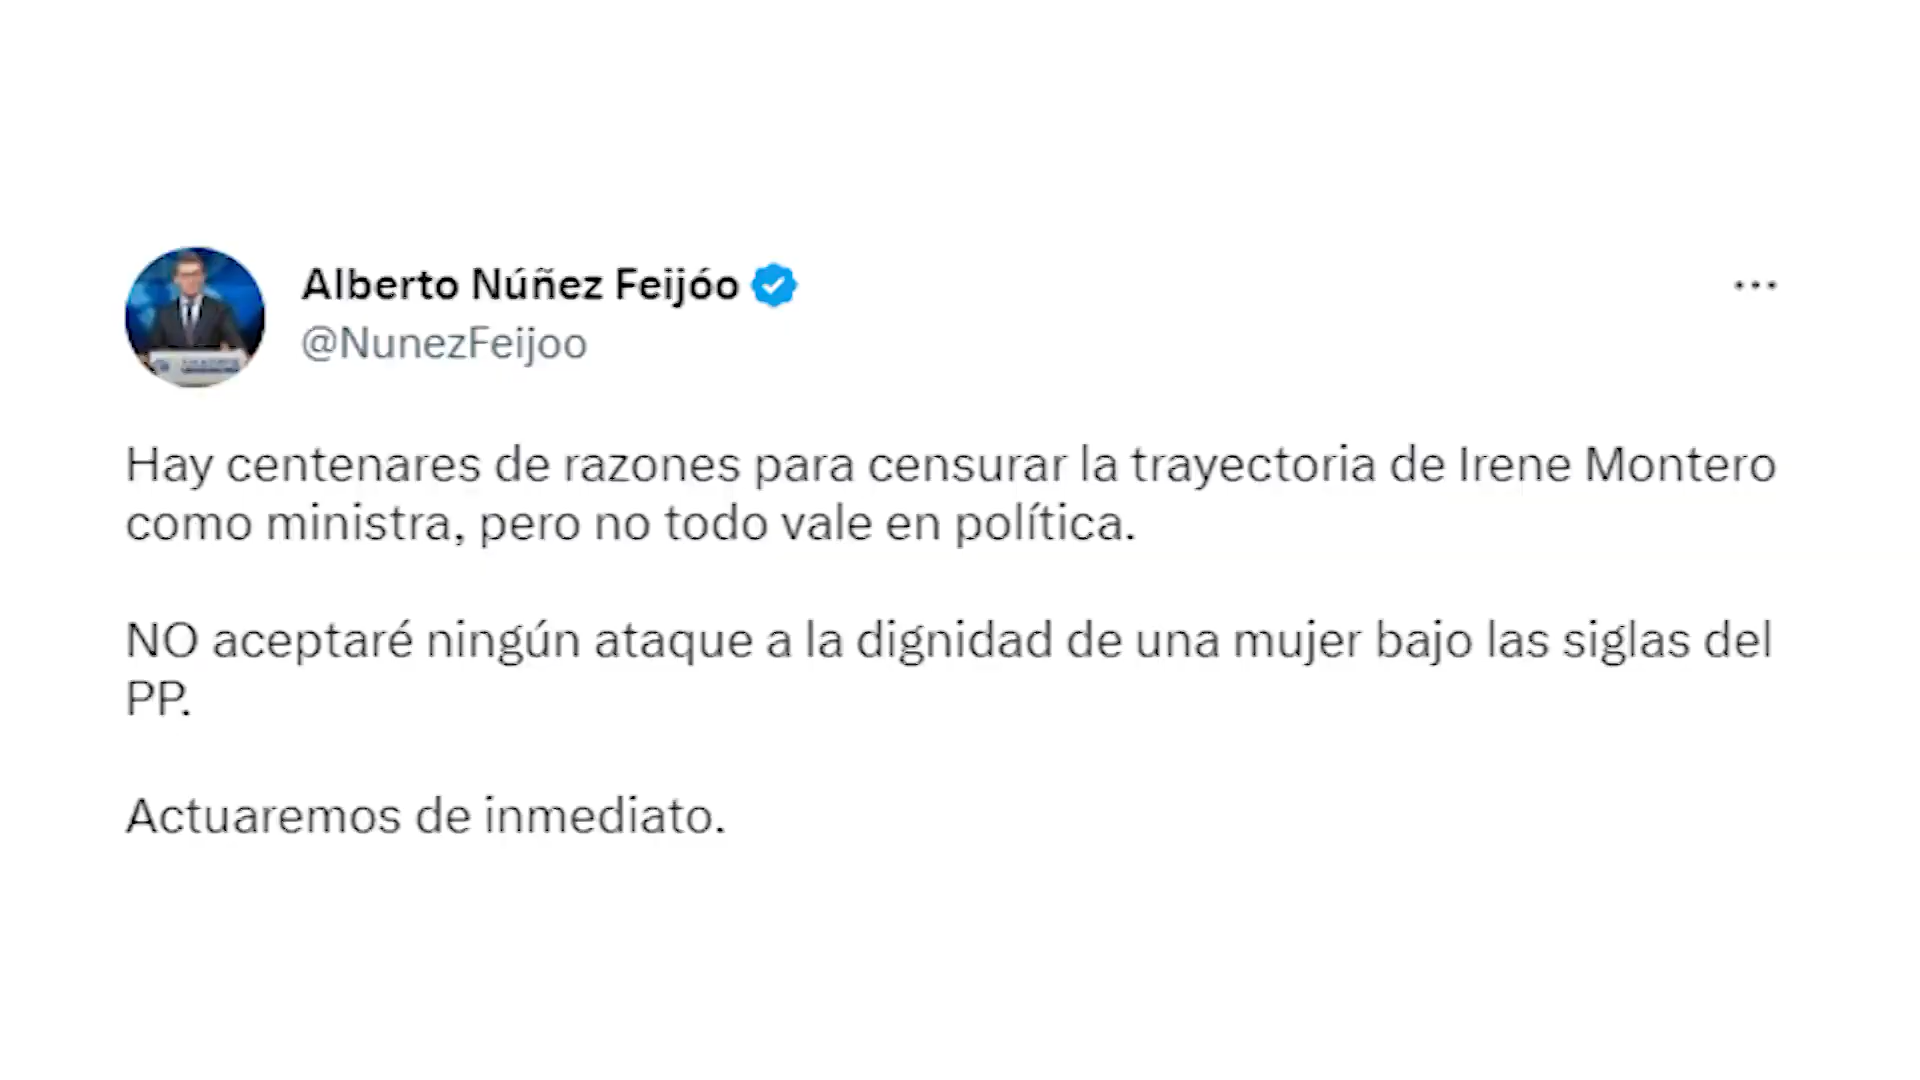 Alberto Núñez Feijóo
@NunezFeijoo
Hay centenares de razones para censurar la trayectoria de Irene Montero
como ministra, pero no todo vale en política.
NO aceptaré ningún ataque a la dignidad de una mujer bajo las siglas del
PP.
Actuaremos de inmediato.